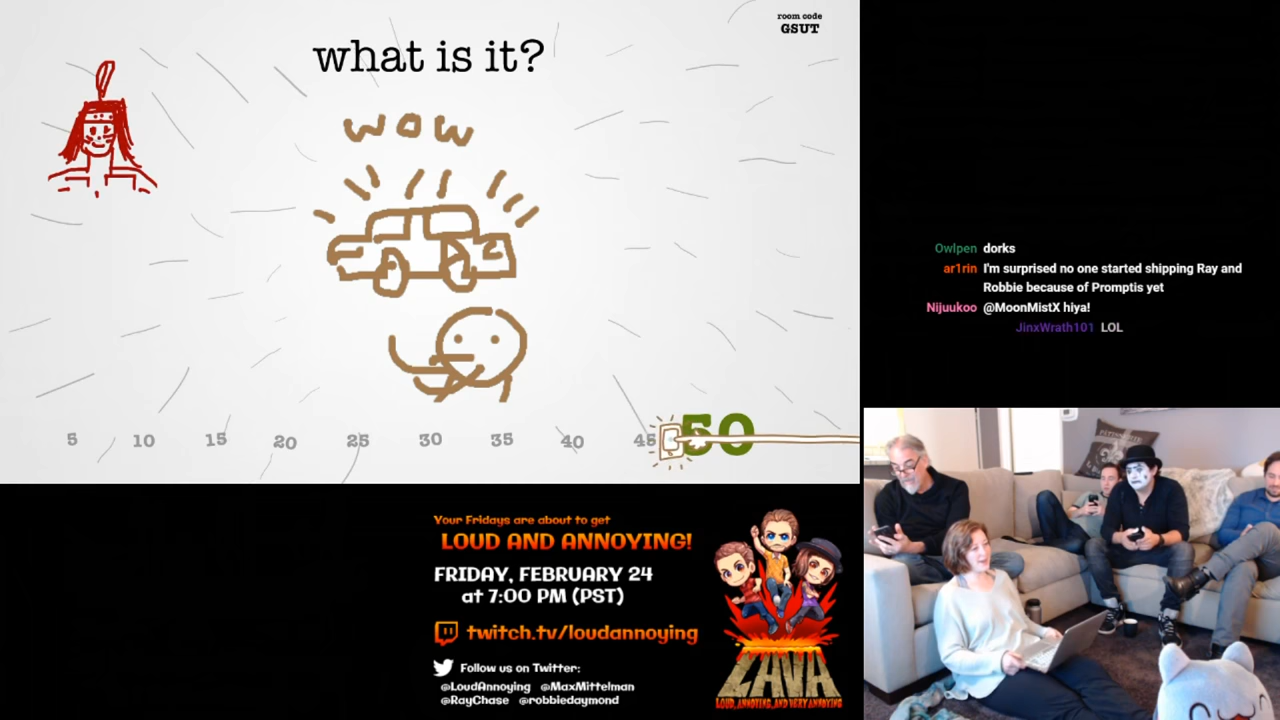 room code
GSUT
what is it?
WOW
5 10 15 20 25 30 35 40 45 50
Owlpen dorks
ar1rin I'm surprised no one started shipping Ray and
Robbie because of Promptis yet
Nijuukoo @MoonMistX hiya!
JinxWrath101 LOL
Your Fridays are about to get
LOUD AND ANNOYING!
FRIDAY, FEBRUARY 24
at 7:00 PM (PST)
twitch.tv/loudannoying
Follow us on Twitter:
@LoudAnnoying @MaxMittelman
@RayChase @robbiedaymond
LAVA
LOUD, ANNOYING, AND VERY ANNOYING